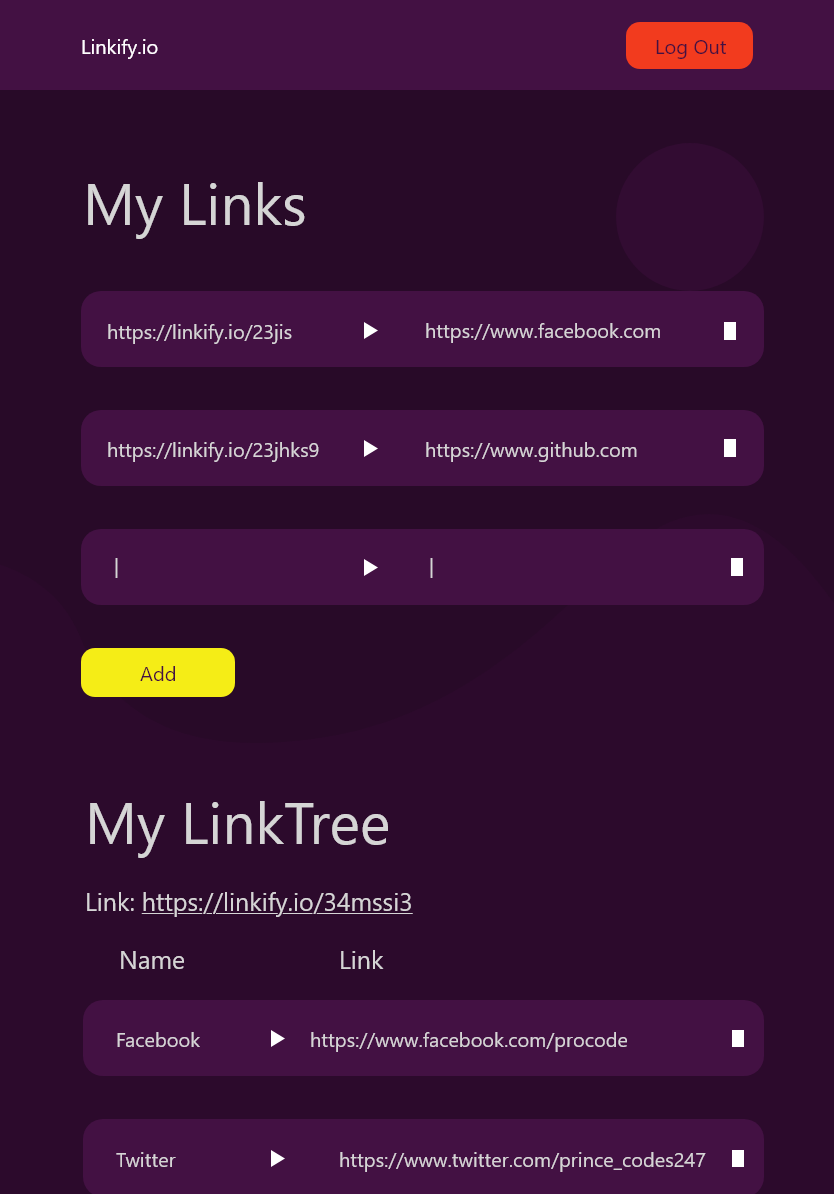 Linkify.io Log Out
My Links
https://linkify.io/23jis https://www.facebook.com
https://linkify.io/23jhks9 https://www.github.com
| |
Add
My LinkTree
Link: https://linkify.io/34mssi3
Name Link
Facebook https://www.facebook.com/procode
Twitter https://www.twitter.com/prince_codes247